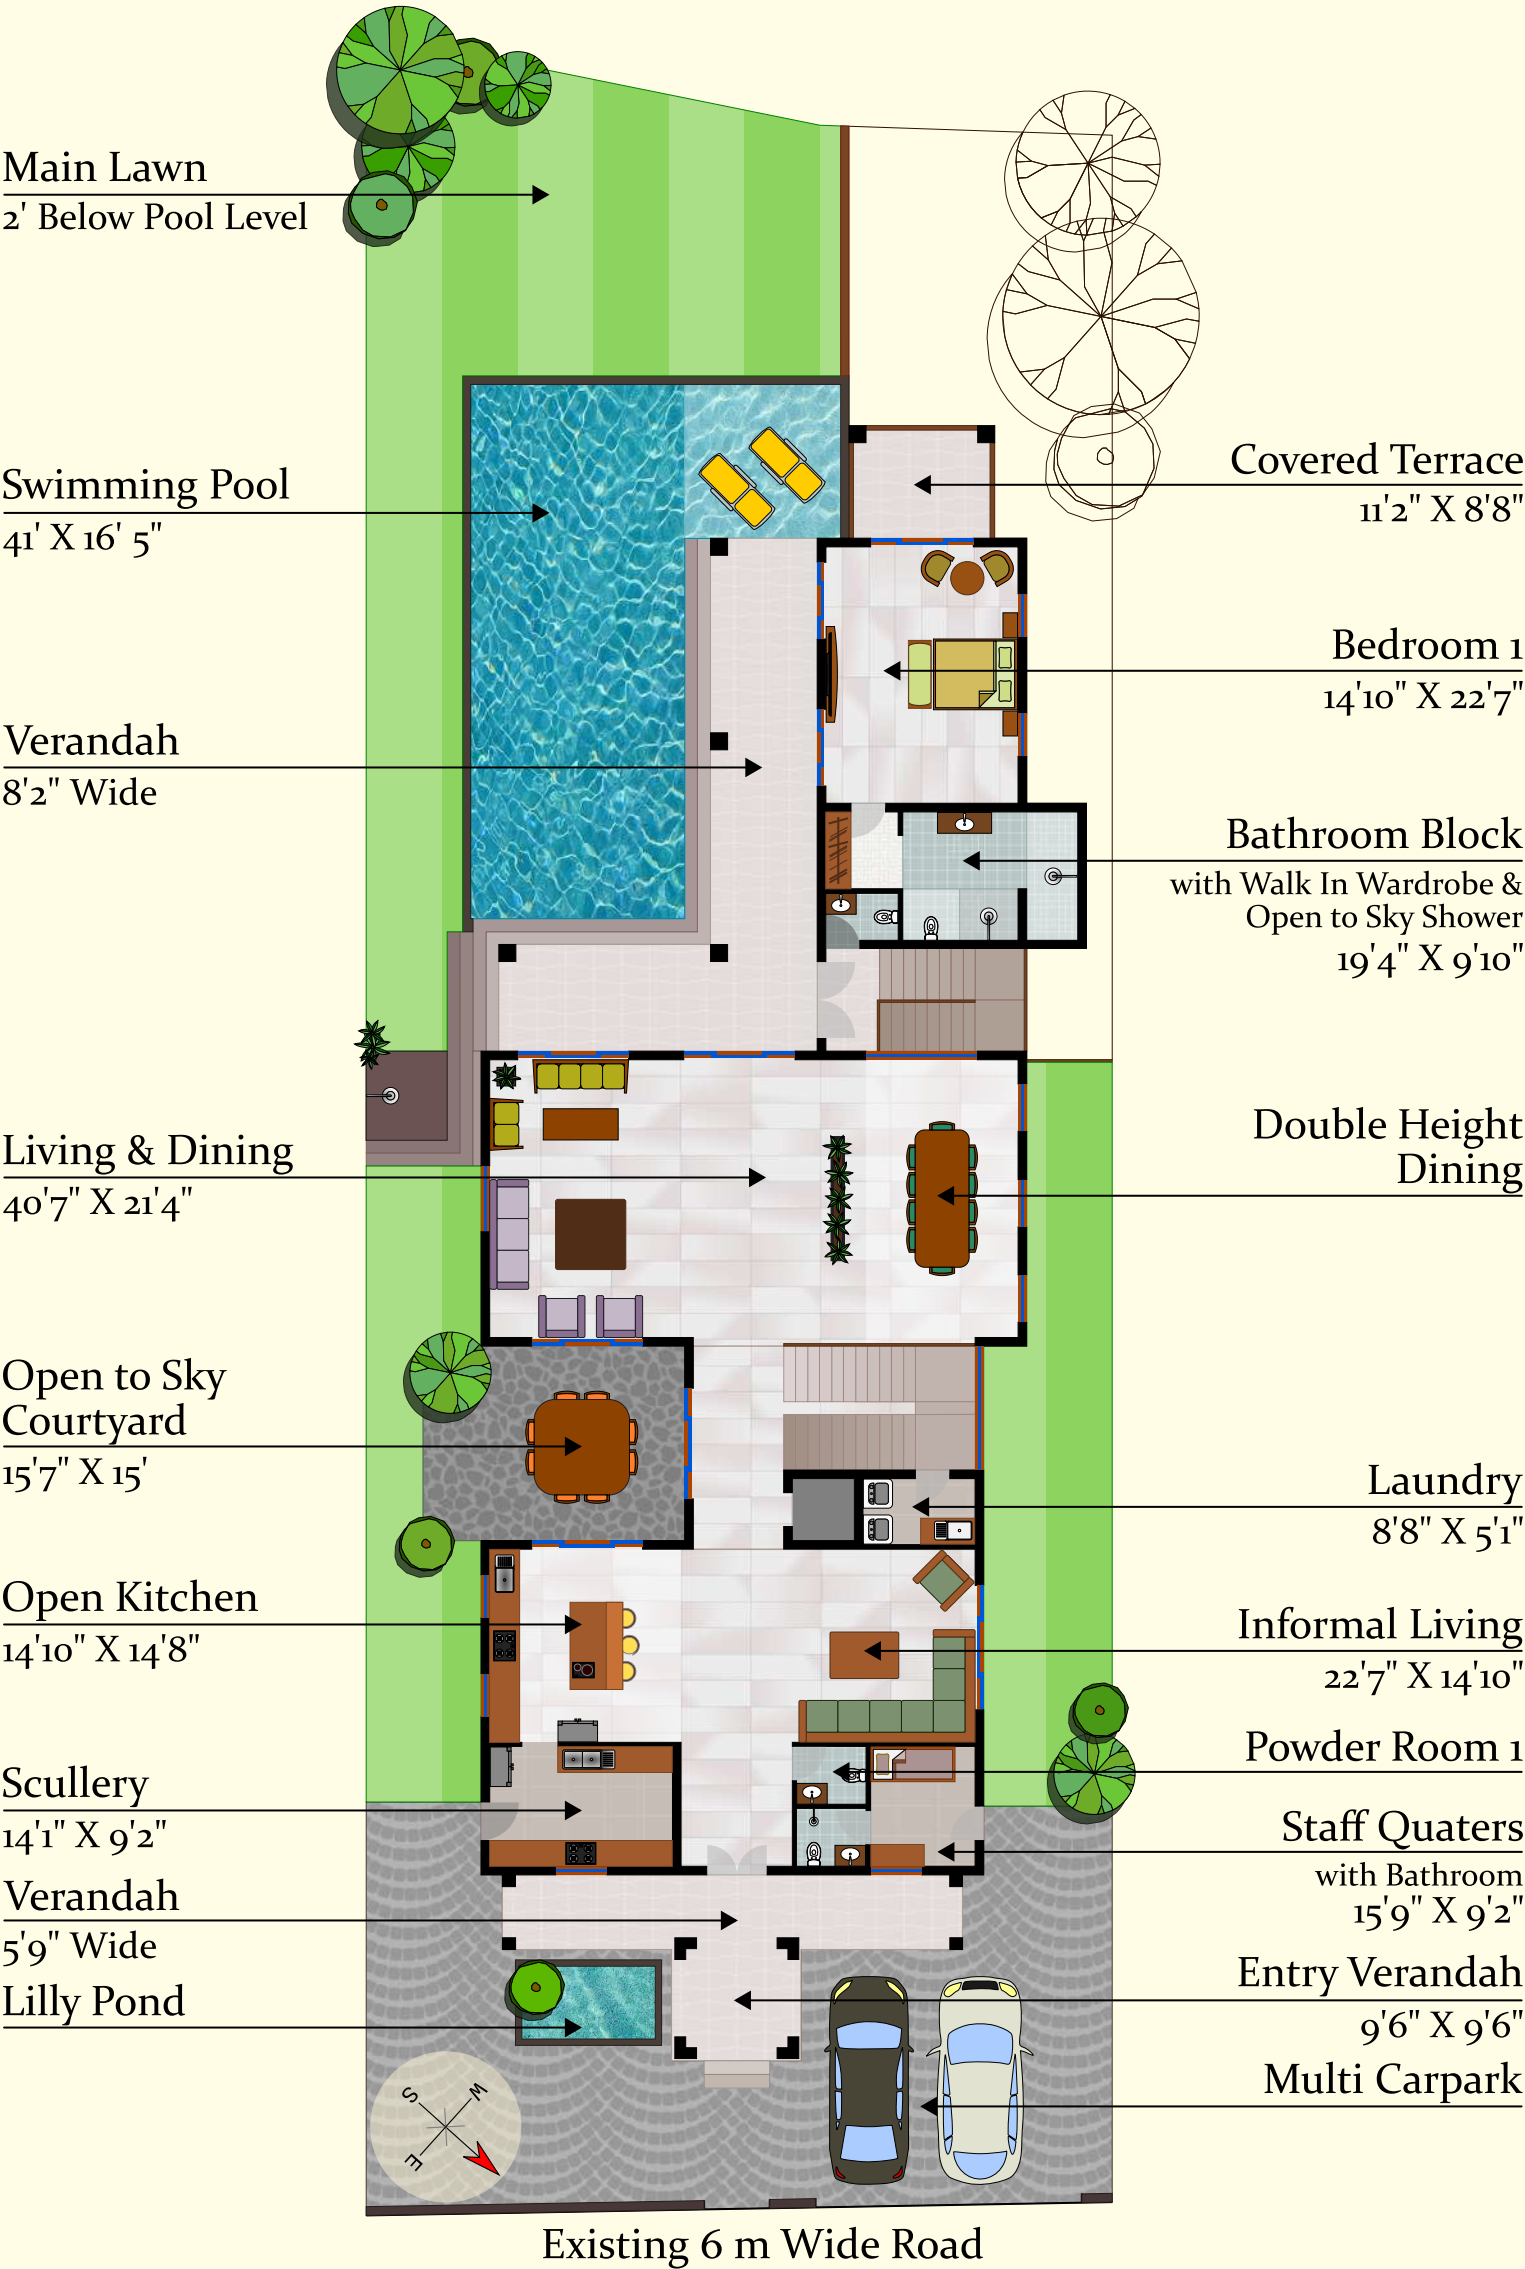 Main Lawn
2' Below Pool Level
Swimming Pool
41' X 16' 5"
Verandah
8'2" Wide
Living & Dining
40'7" X 21'4"
Open to Sky
Courtyard
15'7" X 15'
Open Kitchen
14'10" X 14'8"
Scullery
14'1" X 9'2"
Verandah
5'9" Wide
Lilly Pond
Covered Terrace
11'2" X 8'8"
Bedroom 1
14'10" X 22'7"
Bathroom Block
with Walk In Wardrobe &
Open to Sky Shower
19'4" X 9'10"
Double Height
Dining
Laundry
8'8" X 5'1"
Informal Living
22'7" X 14'10"
Powder Room 1
Staff Quaters
with Bathroom
15'9" X 9'2"
Entry Verandah
9'6" X 9'6"
Multi Carpark
S
W
E
Existing 6 m Wide Road